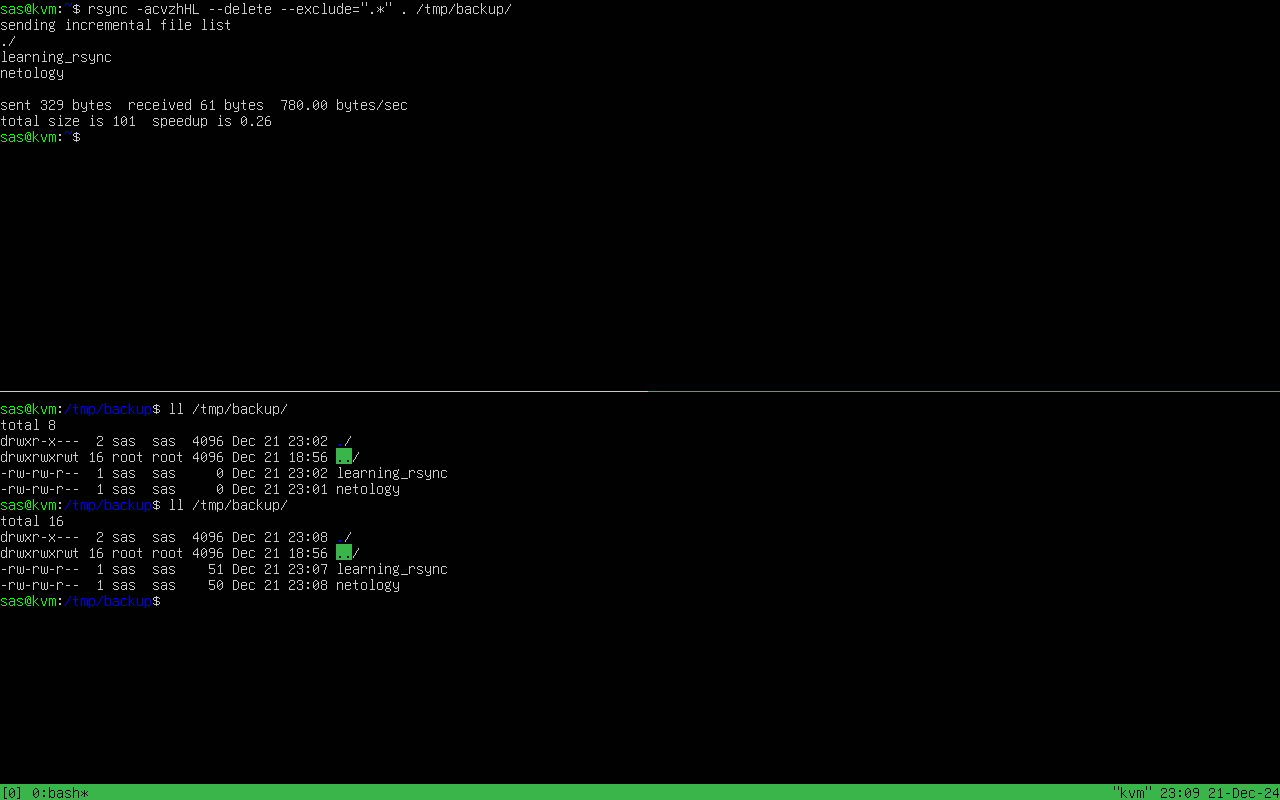 sas@kvm:~$ rsync -acvzhHL --delete --exclude=".*" . /tmp/backup/
sending incremental file list
./
learning_rsync
netology
sent 329 bytes  received 61 bytes  780.00 bytes/sec
total size is 101  speedup is 0.26
sas@kvm:~$
sas@kvm:/tmp/backup$ ll /tmp/backup/
total 8
drwxr-x---  2 sas  sas  4096 Dec 21 23:02 ./
drwxrwxrwt 16 root root 4096 Dec 21 18:56 ../
-rw-rw-r--  1 sas  sas     0 Dec 21 23:02 learning_rsync
-rw-rw-r--  1 sas  sas     0 Dec 21 23:01 netology
sas@kvm:/tmp/backup$ ll /tmp/backup/
total 16
drwxr-x---  2 sas  sas  4096 Dec 21 23:08 ./
drwxrwxrwt 16 root root 4096 Dec 21 18:56 ../
-rw-rw-r--  1 sas  sas    51 Dec 21 23:07 learning_rsync
-rw-rw-r--  1 sas  sas    50 Dec 21 23:08 netology
sas@kvm:/tmp/backup$
[0] 0:bash* "kvm" 23:09 21-Dec-24